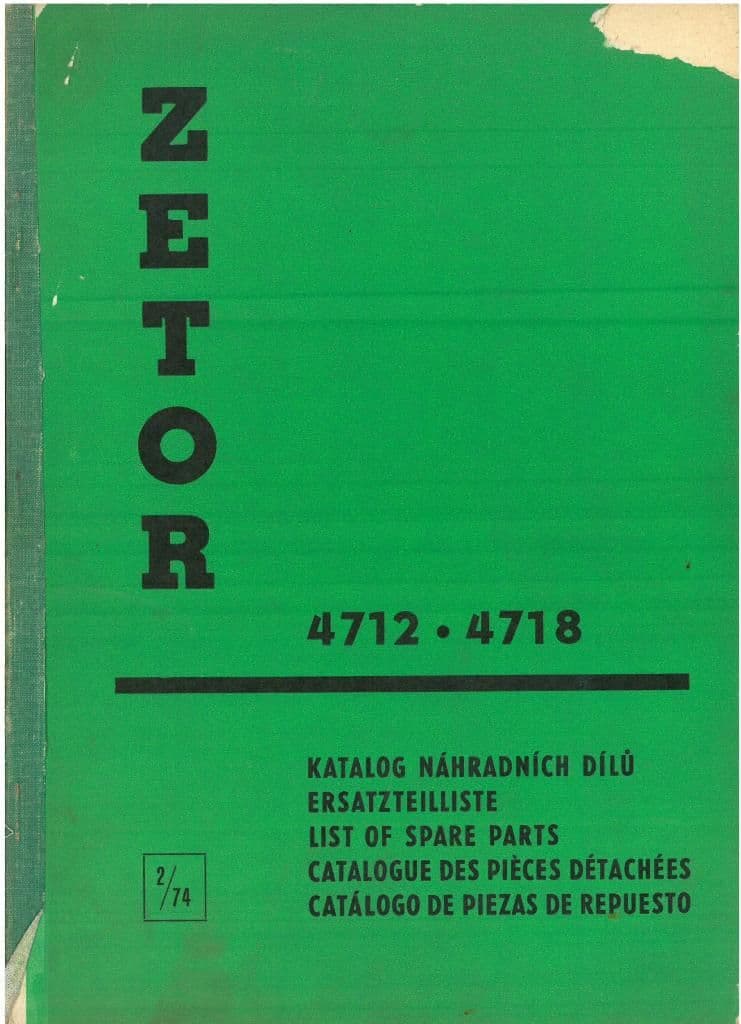 ZETOR
4712 • 4718
KATALOG NÁHRADNÍCH DÍLŮ
ERSATZTEILLISTE
LIST OF SPARE PARTS
CATALOGUE DES PIÈCES DÉTACHÉES
CATÁLOGO DE PIEZAS DE REPUESTO
2/74